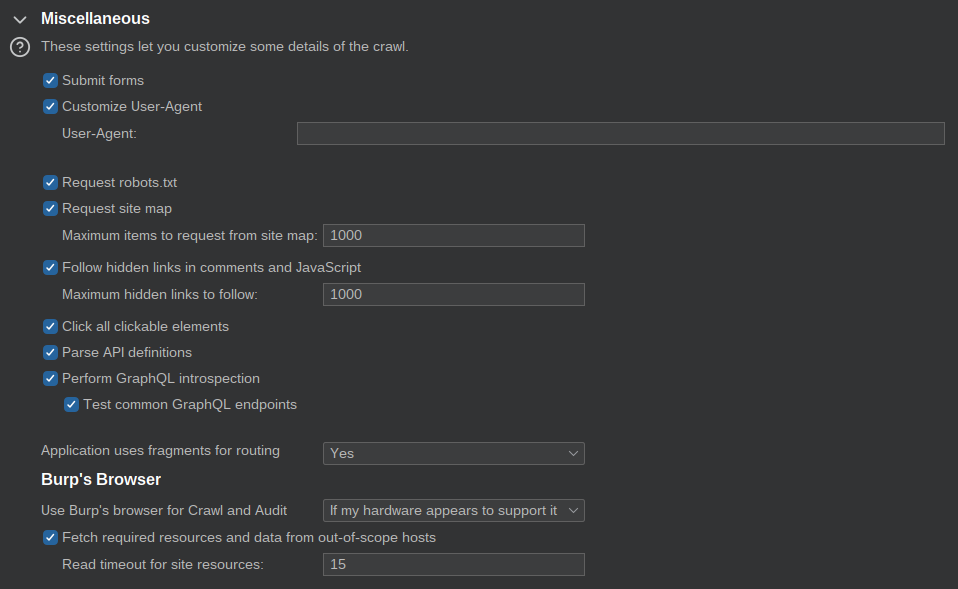 Miscellaneous
These settings let you customize some details of the crawl.
Submit forms
Customize User-Agent
User-Agent:
Request robots.txt
Request site map
Maximum items to request from site map: 1000
Follow hidden links in comments and JavaScript
Maximum hidden links to follow: 1000
Click all clickable elements
Parse API definitions
Perform GraphQL introspection
Test common GraphQL endpoints
Application uses fragments for routing Yes
Burp's Browser
Use Burp's browser for Crawl and Audit If my hardware appears to support it
Fetch required resources and data from out-of-scope hosts
Read timeout for site resources: 15